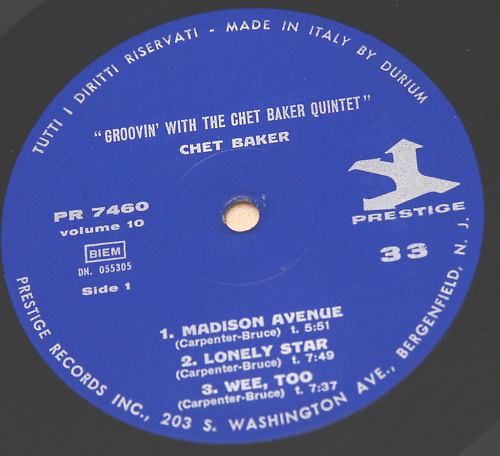 TUTTI I DIRITTI RISERVATI - MADE IN ITALY BY DURIUM
"GROOVIN' WITH THE CHET BAKER QUINTET"
CHET BAKER
PR 7460
volume 10
BIEM
DN. 055305
Side 1
PRESTIGE
33
1. MADISON AVENUE
(Carpenter-Bruce) t. 5:51
2. LONELY STAR
(Carpenter-Bruce) t. 7:49
3. WEE, TOO
(Carpenter-Bruce) t. 7:37
PRESTIGE RECORDS INC., 203 S. WASHINGTON AVE., BERGENFIELD, N. J.